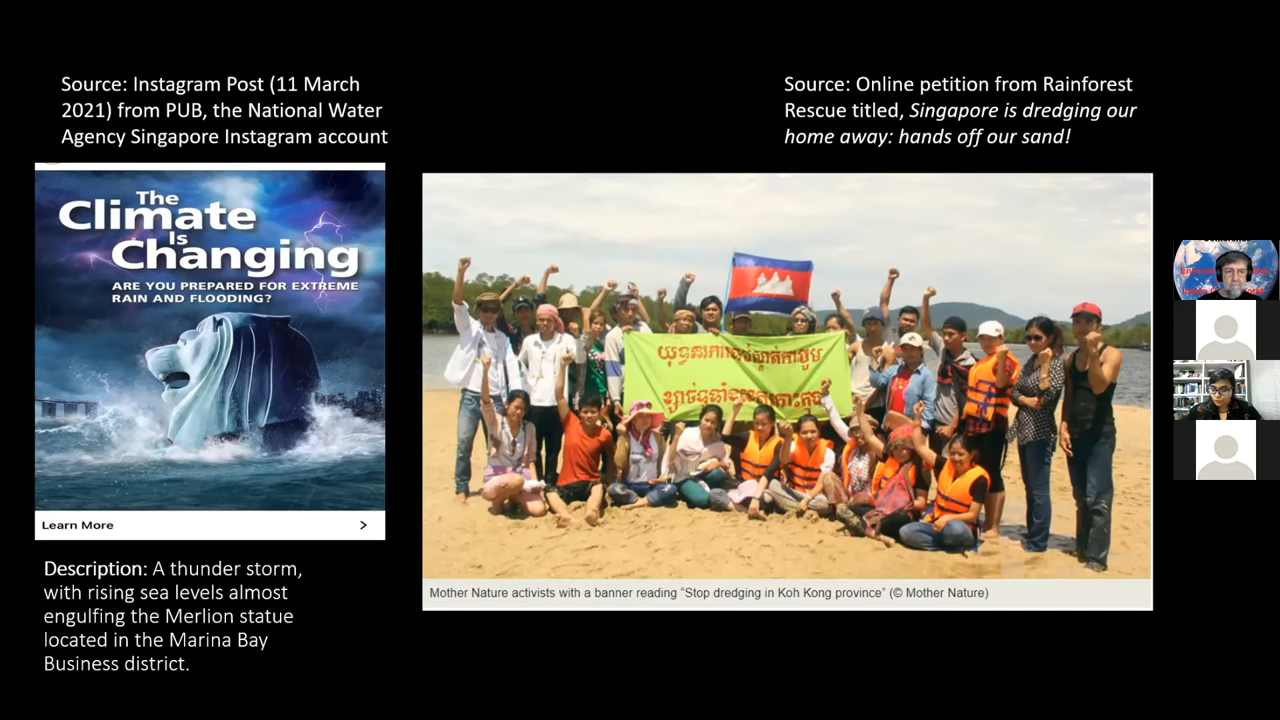 Source: Instagram Post (11 March
2021) from PUB, the National Water
Agency Singapore Instagram account
The
Climate
Is
Changing
ARE YOU PREPARED FOR EXTREME
RAIN AND FLOODING?
Learn More
Description: A thunder storm,
with rising sea levels almost
engulfing the Merlion statue
located in the Marina Bay
Business district.
Source: Online petition from Rainforest
Rescue titled, Singapore is dredging our
home away: hands off our sand!
Mother Nature activists with a banner reading “Stop dredging in Koh Kong province” (© Mother Nature)